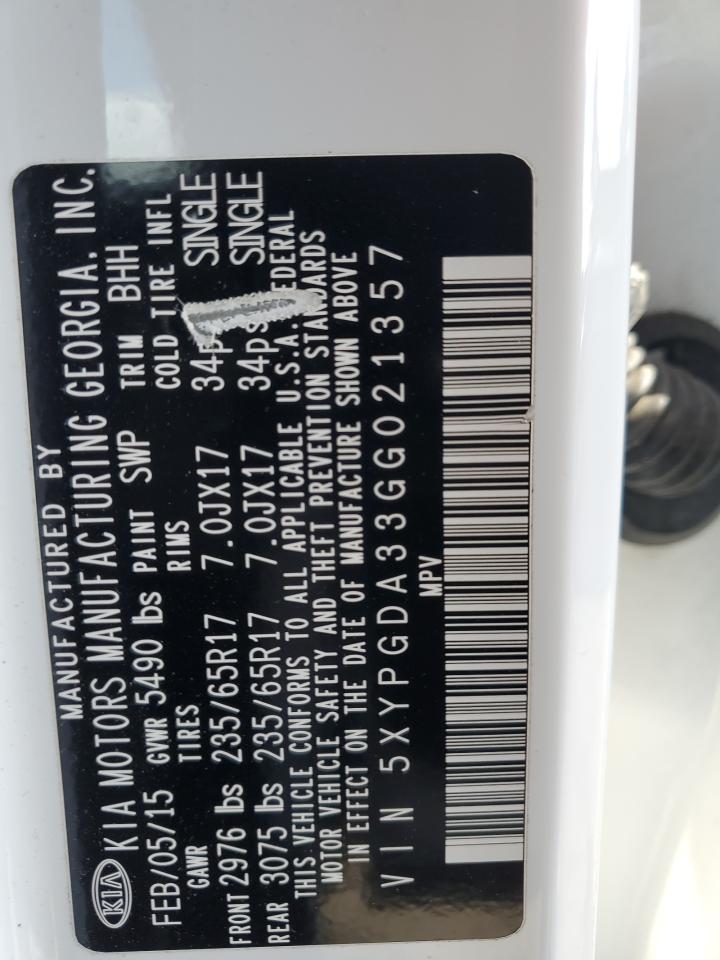 MANUFACTURED BY
KIA KIA MOTORS MANUFACTURING GEORGIA. INC.
FEB/05/15 GVWR 5490 lbs PAINT SWP TRIM BHH
GAWR TIRES RIMS COLD TIRE INFL
FRONT 2976 lbs 235/65R17 7.0JX17 34p SINGLE
REAR 3075 lbs 235/65R17 7.0JX17 34ps SINGLE
THIS VEHICLE CONFORMS TO ALL APPLICABLE U.S.A. FEDERAL
MOTOR VEHICLE SAFETY AND THEFT PREVENTION STANDARDS
IN EFFECT ON THE DATE OF MANUFACTURE SHOWN ABOVE
VIN 5XYPGDA33GG021357
MPV